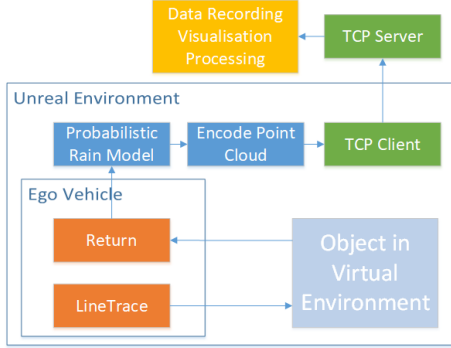 Data Recording
Visualisation
Processing
TCP Server
Unreal Environment
Probabilistic
Rain Model
Encode Point
Cloud
TCP Client
Ego Vehicle
Return
LineTrace
Object in
Virtual
Environment